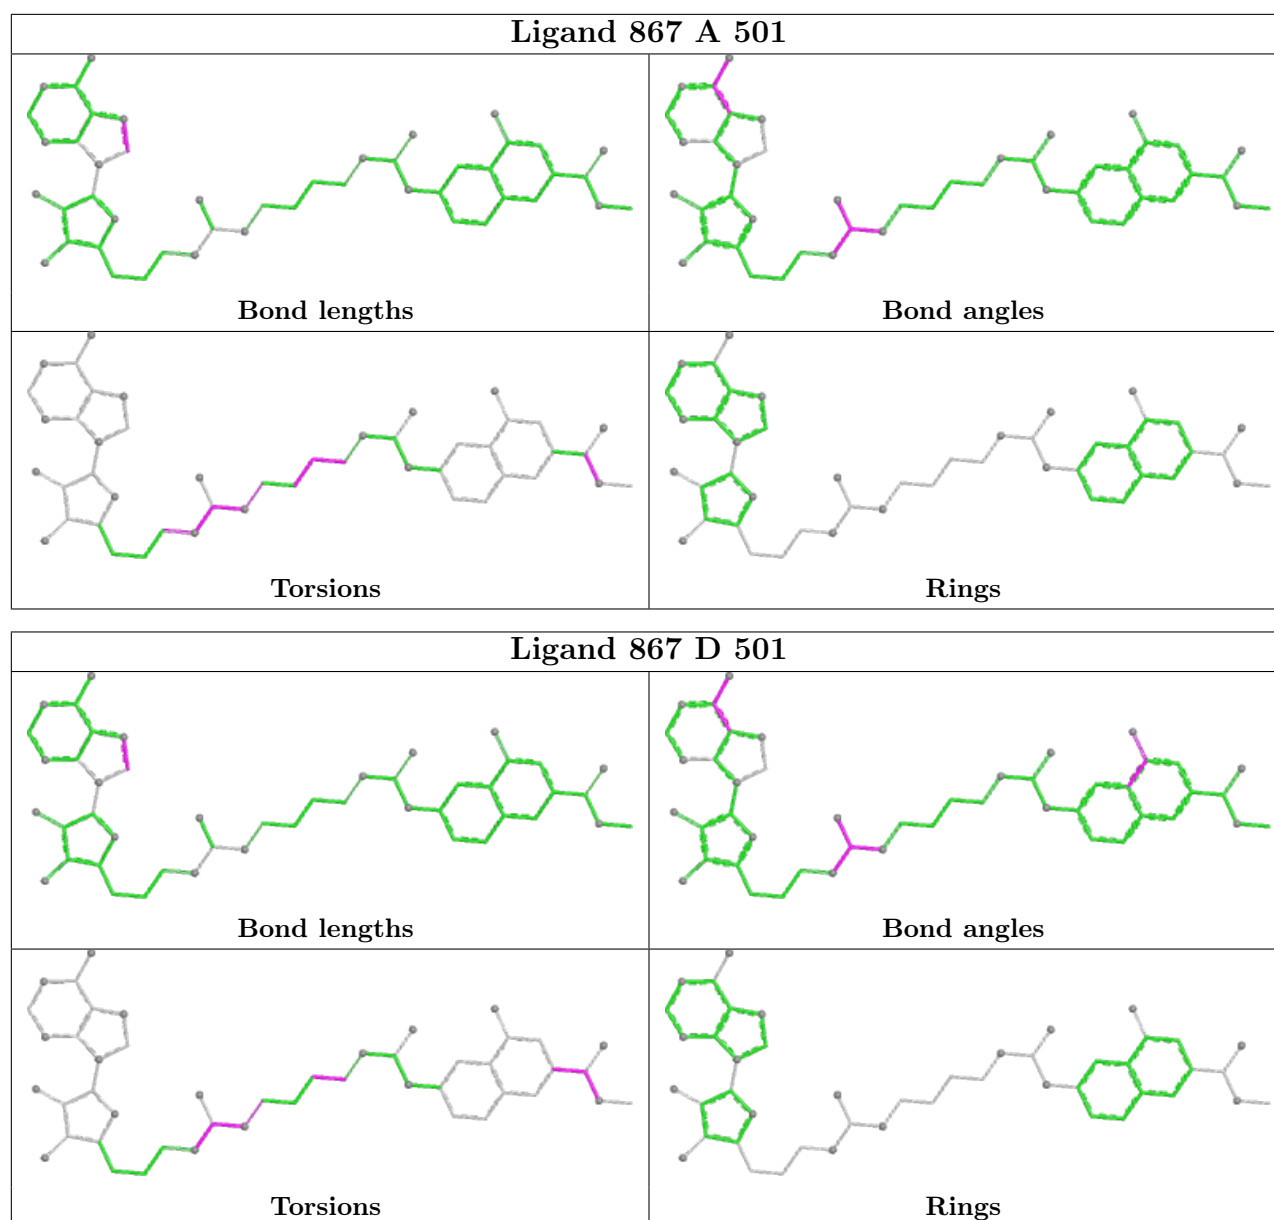 Ligand 867 A 501
Bond lengths
Bond angles
Torsions
Rings
Ligand 867 D 501
Bond lengths
Bond angles
Torsions
Rings